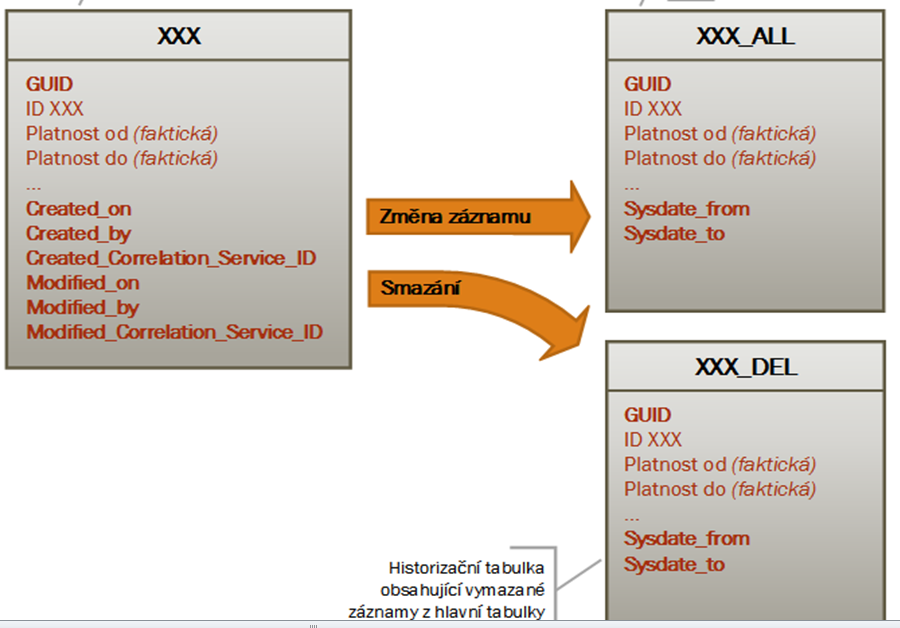 XXX
GUID
ID XXX
Platnost od (faktická)
Platnost do (faktická)
...
Created_on
Created_by
Created_Correlation_Service_ID
Modified_on
Modified_by
Modified_Correlation_Service_ID
Změna záznamu
Smazání
XXX_ALL
GUID
ID XXX
Platnost od (faktická)
Platnost do (faktická)
...
Sysdate_from
Sysdate_to
XXX_DEL
GUID
ID XXX
Platnost od (faktická)
Platnost do (faktická)
...
Sysdate_from
Sysdate_to
Historizační tabulka
obsahující vymazané
záznamy z hlavní tabulky